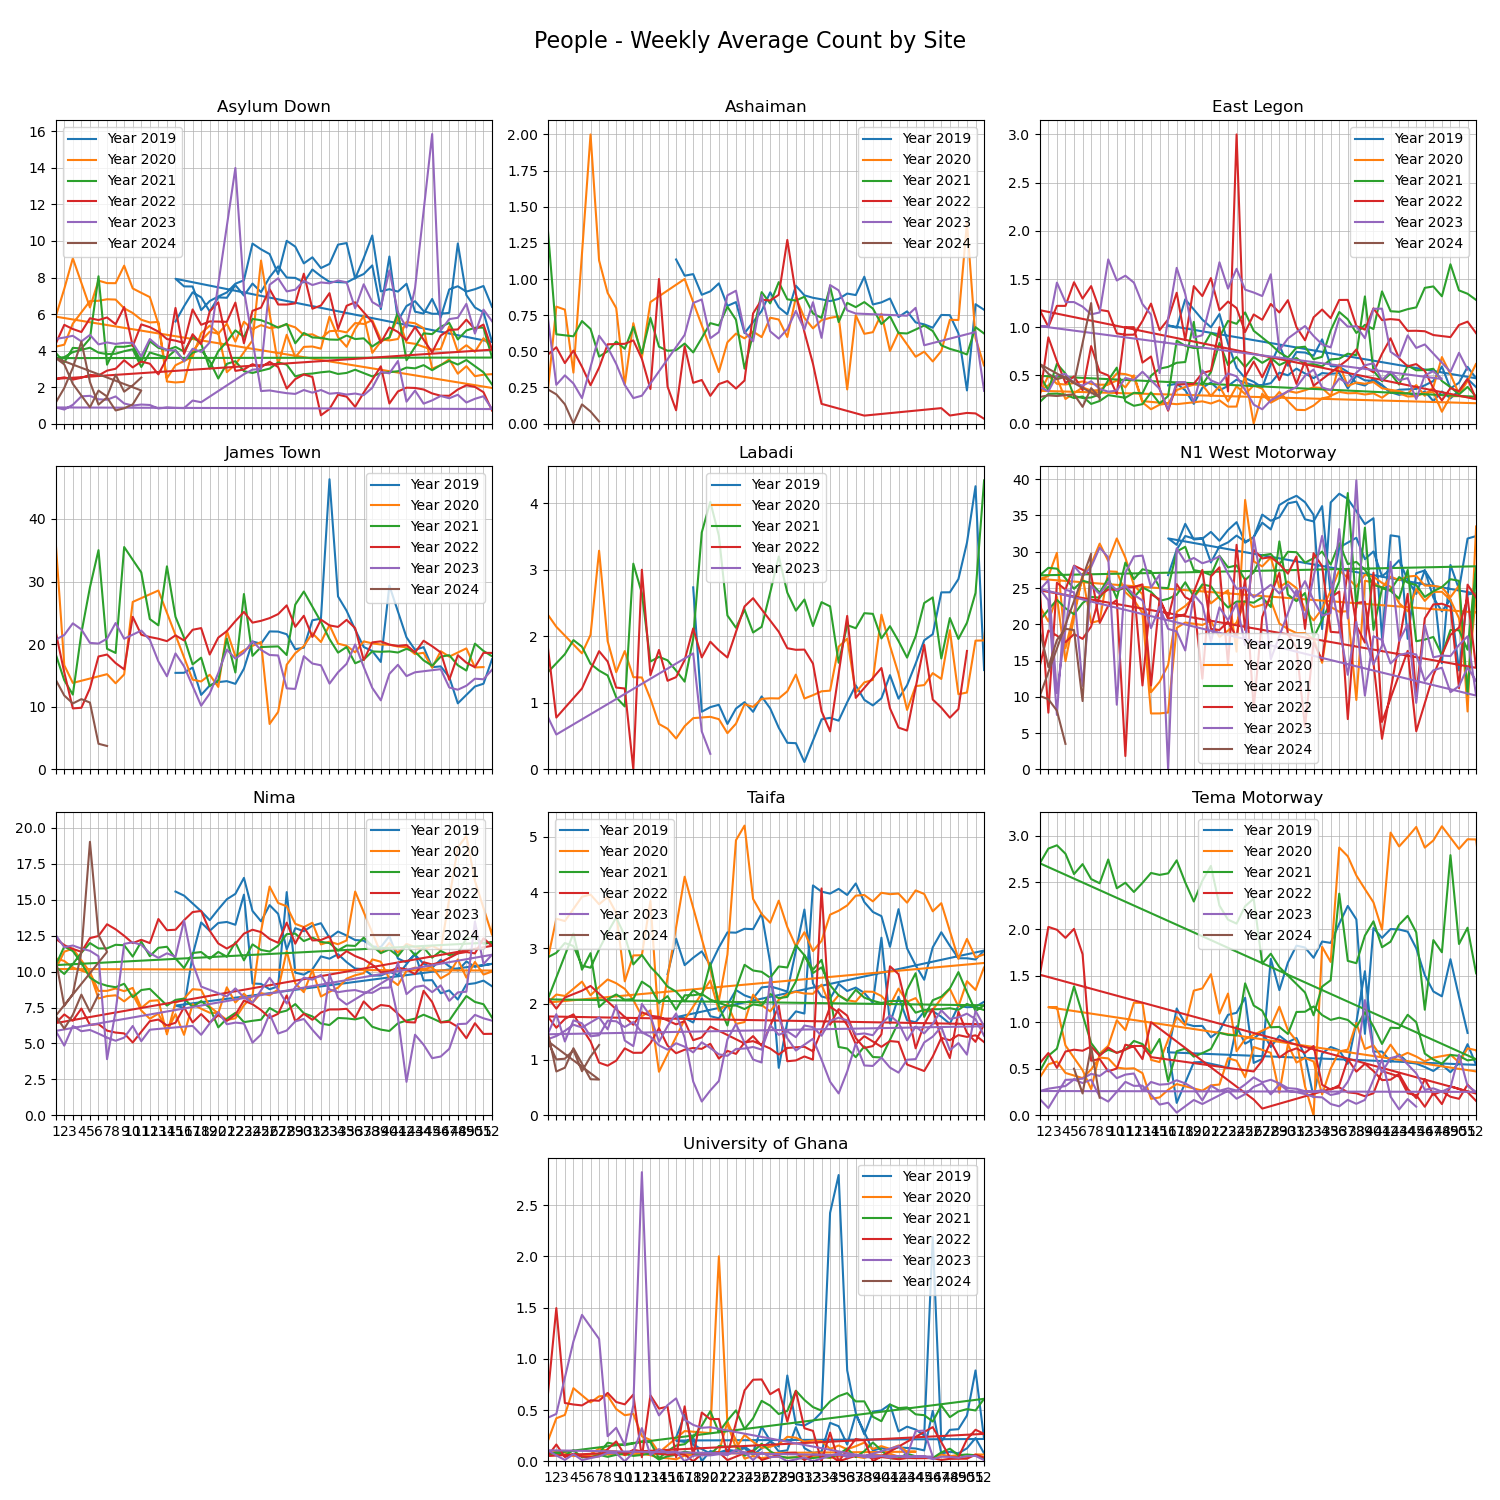 People - Weekly Average Count by Site
Asylum Down
16
14
12
10
8
6
4
2
0
Year 2019
Year 2020
Year 2021
Year 2022
Year 2023
Year 2024
Ashaiman
2.00
1.75
1.50
1.25
1.00
0.75
0.50
0.25
0.00
Year 2019
Year 2020
Year 2021
Year 2022
Year 2023
Year 2024
East Legon
3.0
2.5
2.0
1.5
1.0
0.5
0.0
Year 2019
Year 2020
Year 2021
Year 2022
Year 2023
Year 2024
James Town
40
30
20
10
0
Year 2019
Year 2020
Year 2021
Year 2022
Year 2023
Year 2024
Labadi
4
3
2
1
0
Year 2019
Year 2020
Year 2021
Year 2022
Year 2023
N1 West Motorway
40
35
30
25
20
15
10
5
0
Year 2019
Year 2020
Year 2021
Year 2022
Year 2023
Year 2024
Nima
20.0
17.5
15.0
12.5
10.0
7.5
5.0
2.5
0.0
Year 2019
Year 2020
Year 2021
Year 2022
Year 2023
Year 2024
Taifa
5
4
3
2
1
0
Year 2019
Year 2020
Year 2021
Year 2022
Year 2023
Year 2024
Tema Motorway
3.0
2.5
2.0
1.5
1.0
0.5
0.0
Year 2019
Year 2020
Year 2021
Year 2022
Year 2023
Year 2024
University of Ghana
2.5
2.0
1.5
1.0
0.5
0.0
Year 2019
Year 2020
Year 2021
Year 2022
Year 2023
Year 2024